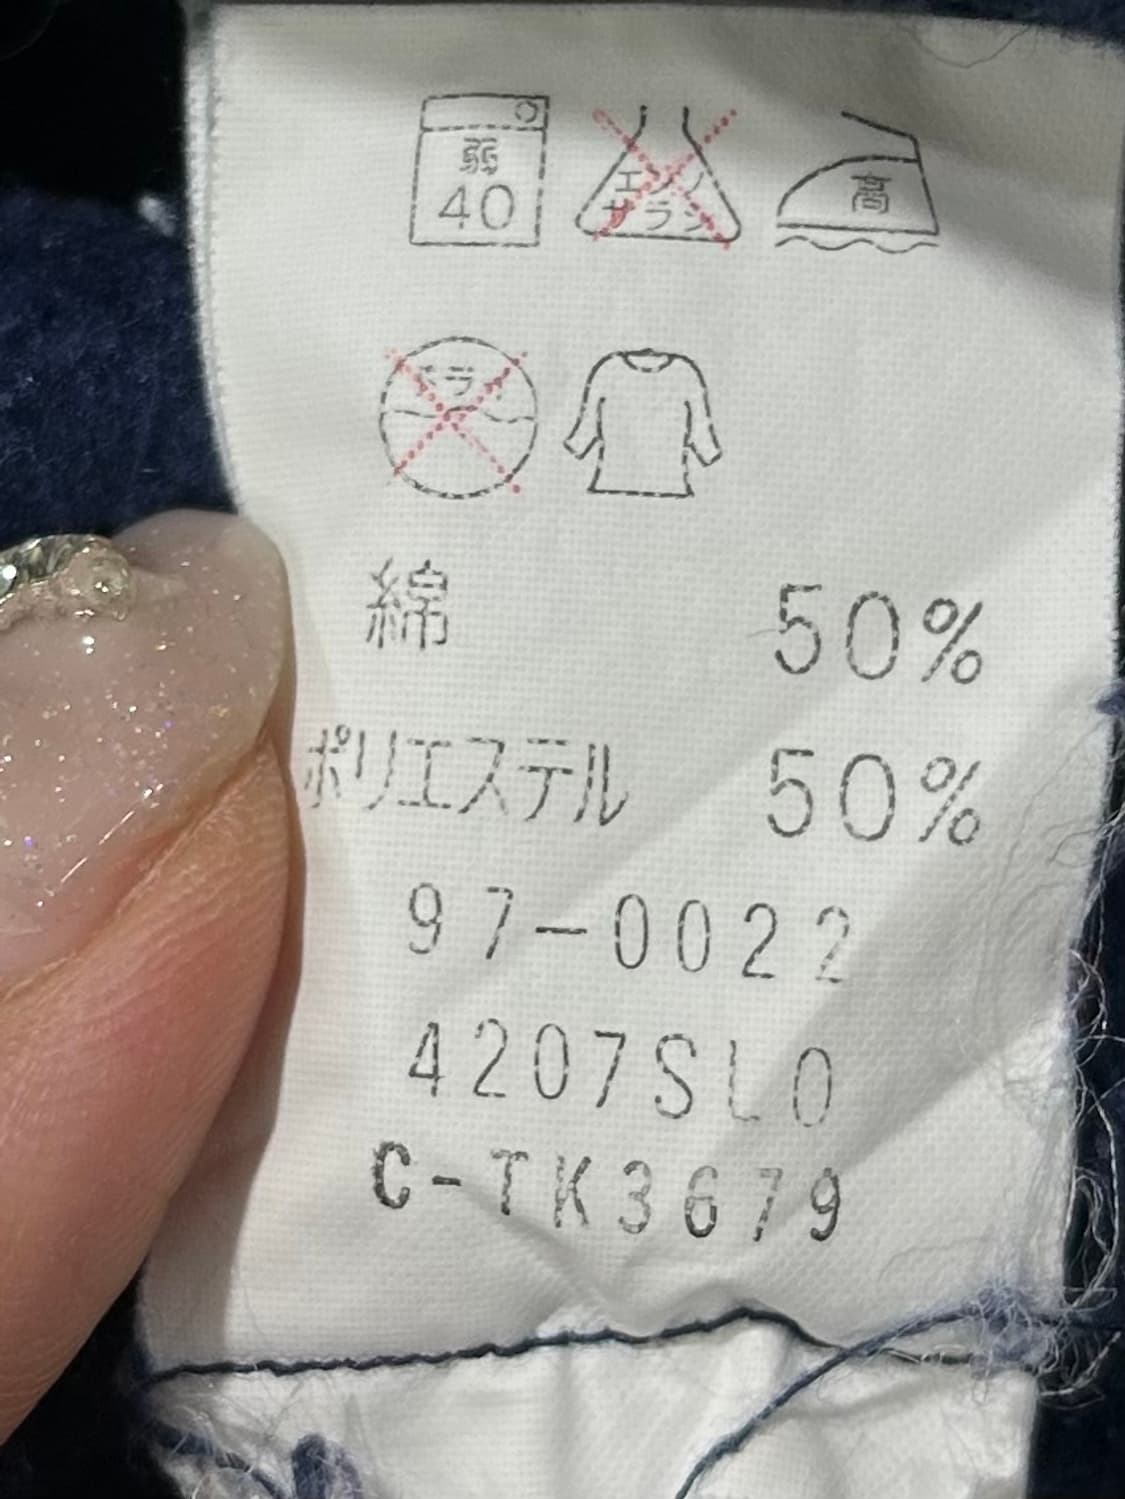 弱
40
エンソ
サラシ
高
ドライ
綿 50%
ポリエステル 50%
97-0022
4207SL0
C-TK3679